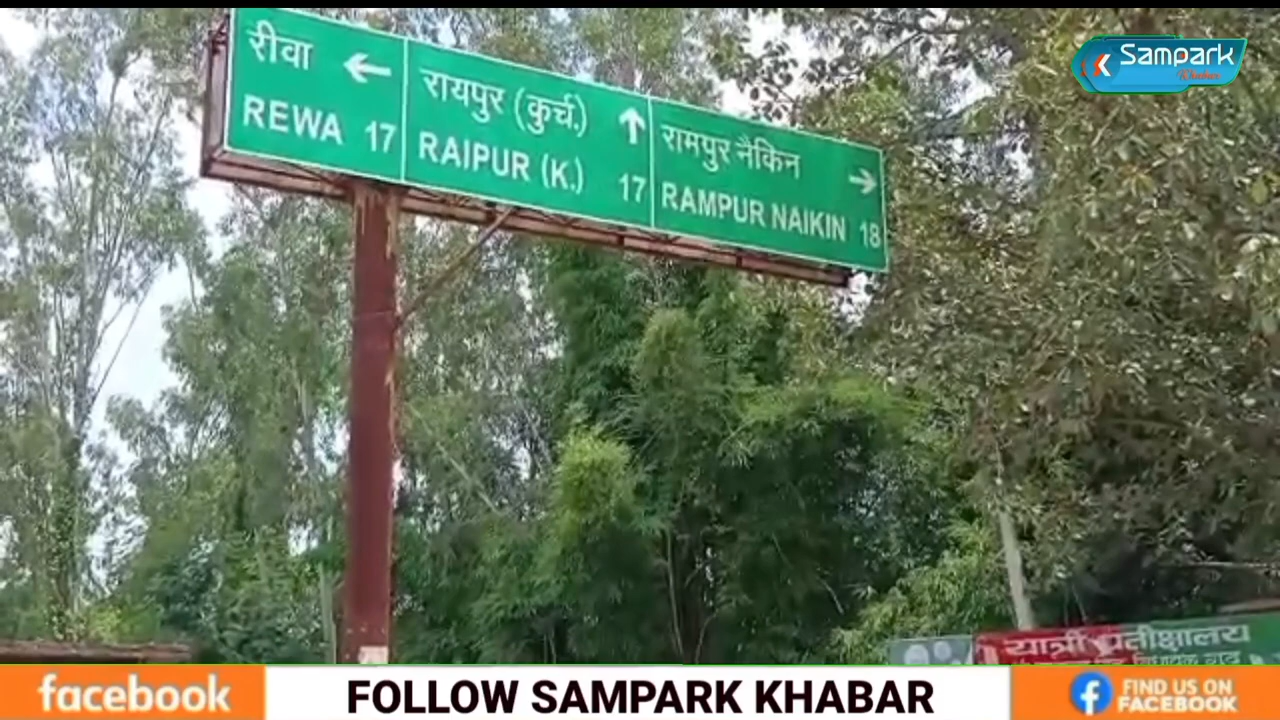 Sampark
Khabar
रीवा ←
REWA 17
रायपुर (कुर्च.) ↑
RAIPUR (K.) 17
रामपुर नैकिन →
RAMPUR NAIKIN 18
यात्री प्रतीक्षालय
facebook
FOLLOW SAMPARK KHABAR
FIND US ON
FACEBOOK